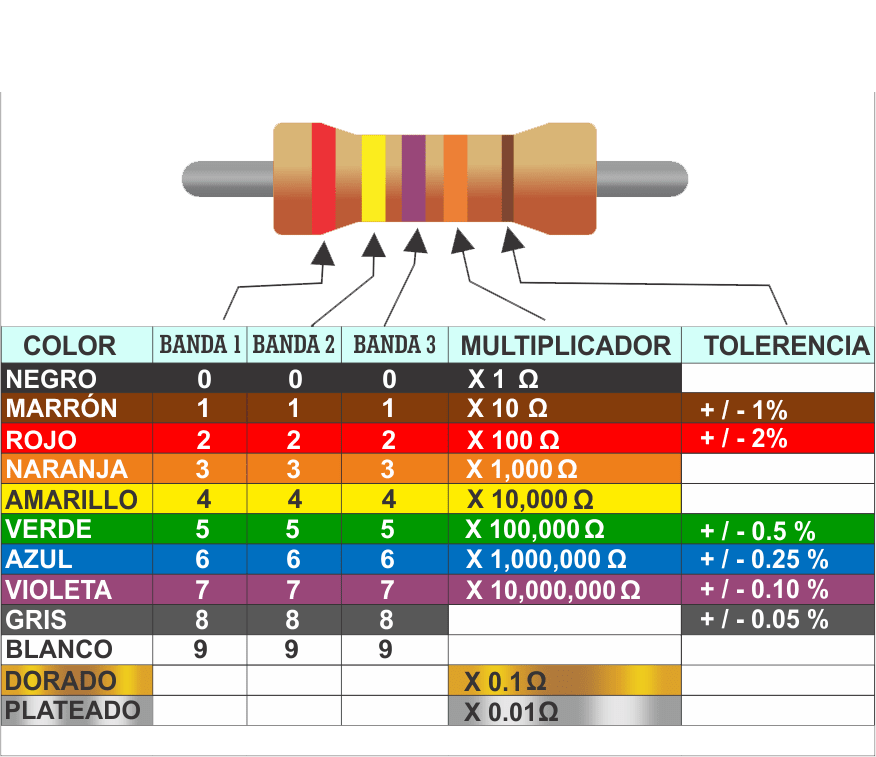 COLOR BANDA 1 BANDA 2 BANDA 3 MULTIPLICADOR TOLERENCIA
NEGRO 0 0 0 X 1 Ω
MARRÓN 1 1 1 X 10 Ω + / - 1%
ROJO 2 2 2 X 100 Ω + / - 2%
NARANJA 3 3 3 X 1,000 Ω
AMARILLO 4 4 4 X 10,000 Ω
VERDE 5 5 5 X 100,000 Ω + / - 0.5 %
AZUL 6 6 6 X 1,000,000 Ω + / - 0.25 %
VIOLETA 7 7 7 X 10,000,000 Ω + / - 0.10 %
GRIS 8 8 8 + / - 0.05 %
BLANCO 9 9 9
DORADO X 0.1 Ω
PLATEADO X 0.01 Ω